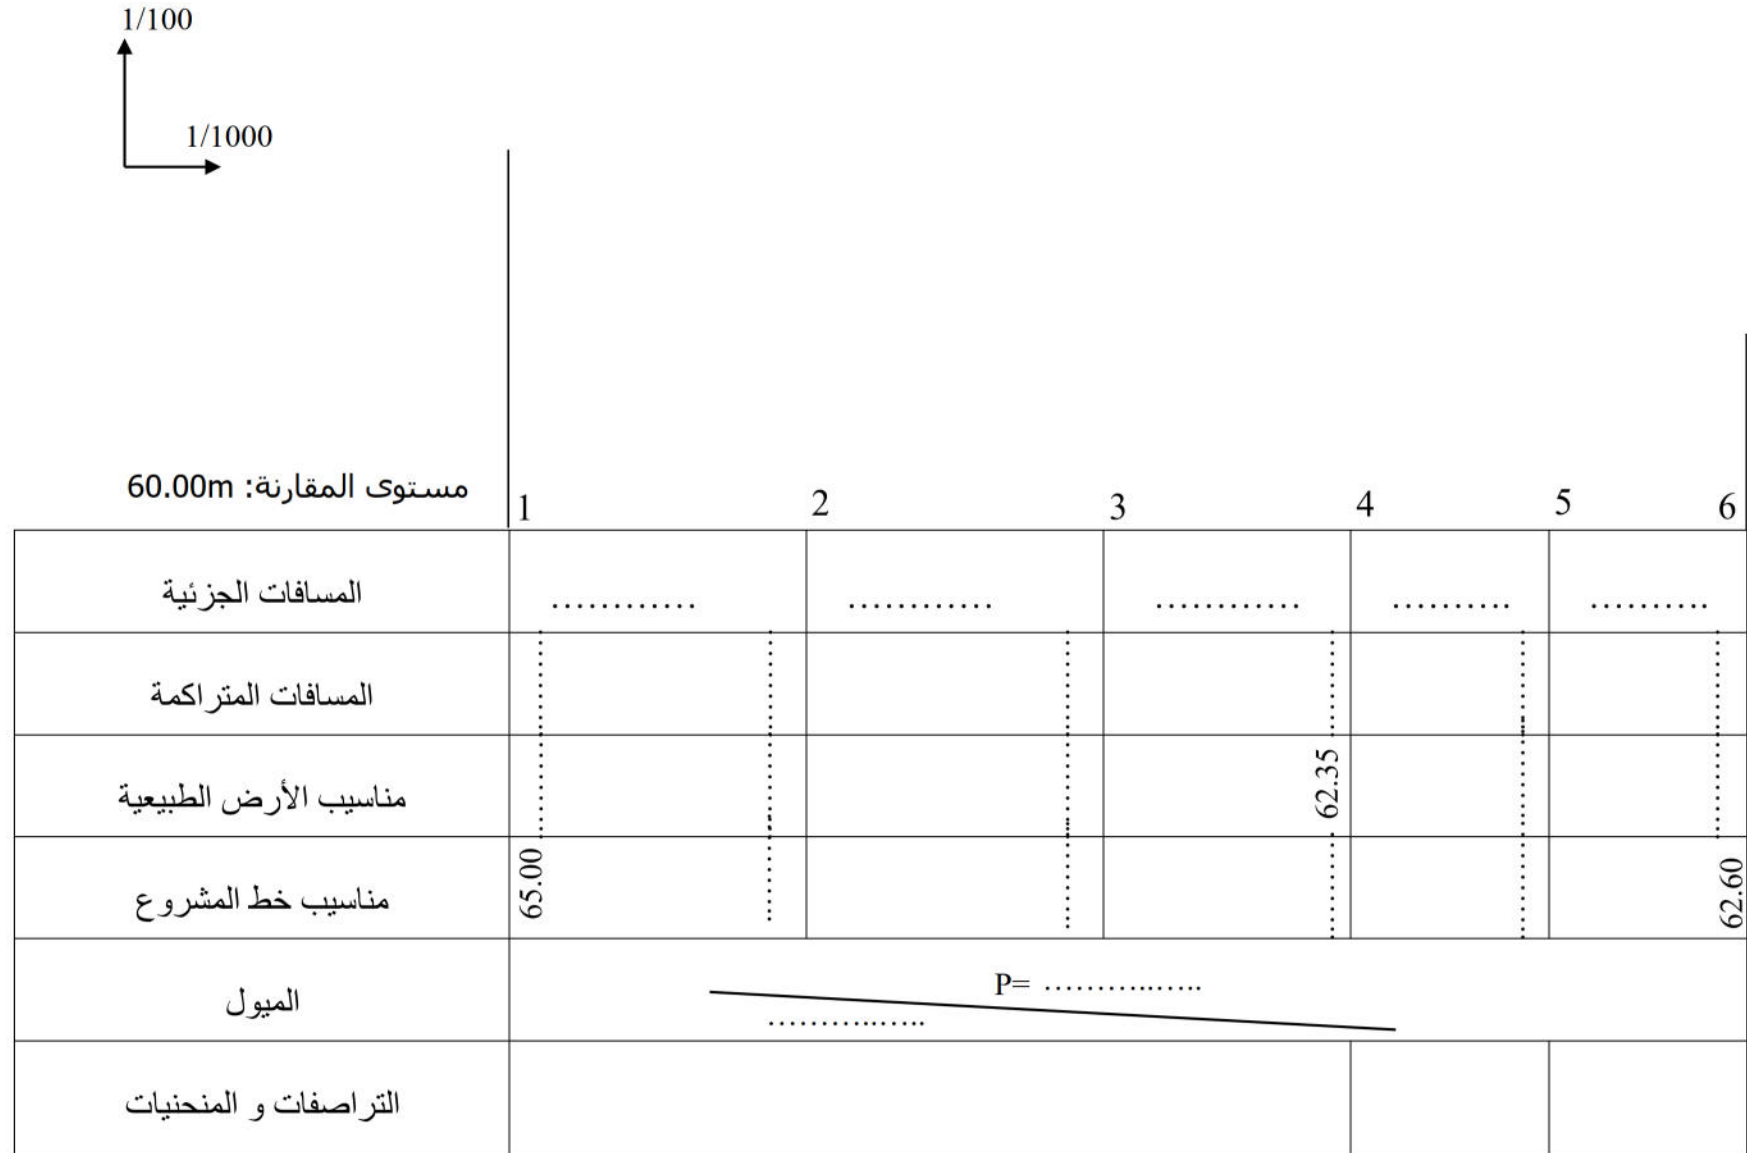 1/100
1/1000
مستوى المقارنة: 60.00m
1 2 3 4 5 6
المسافات الجزئية ............ ............ ............ .......... ..........
المسافات المتراكمة
مناسيب الأرض الطبيعية 62.35
مناسيب خط المشروع 65.00 62.60
الميول P= ................
................
التراصفات و المنحنيات